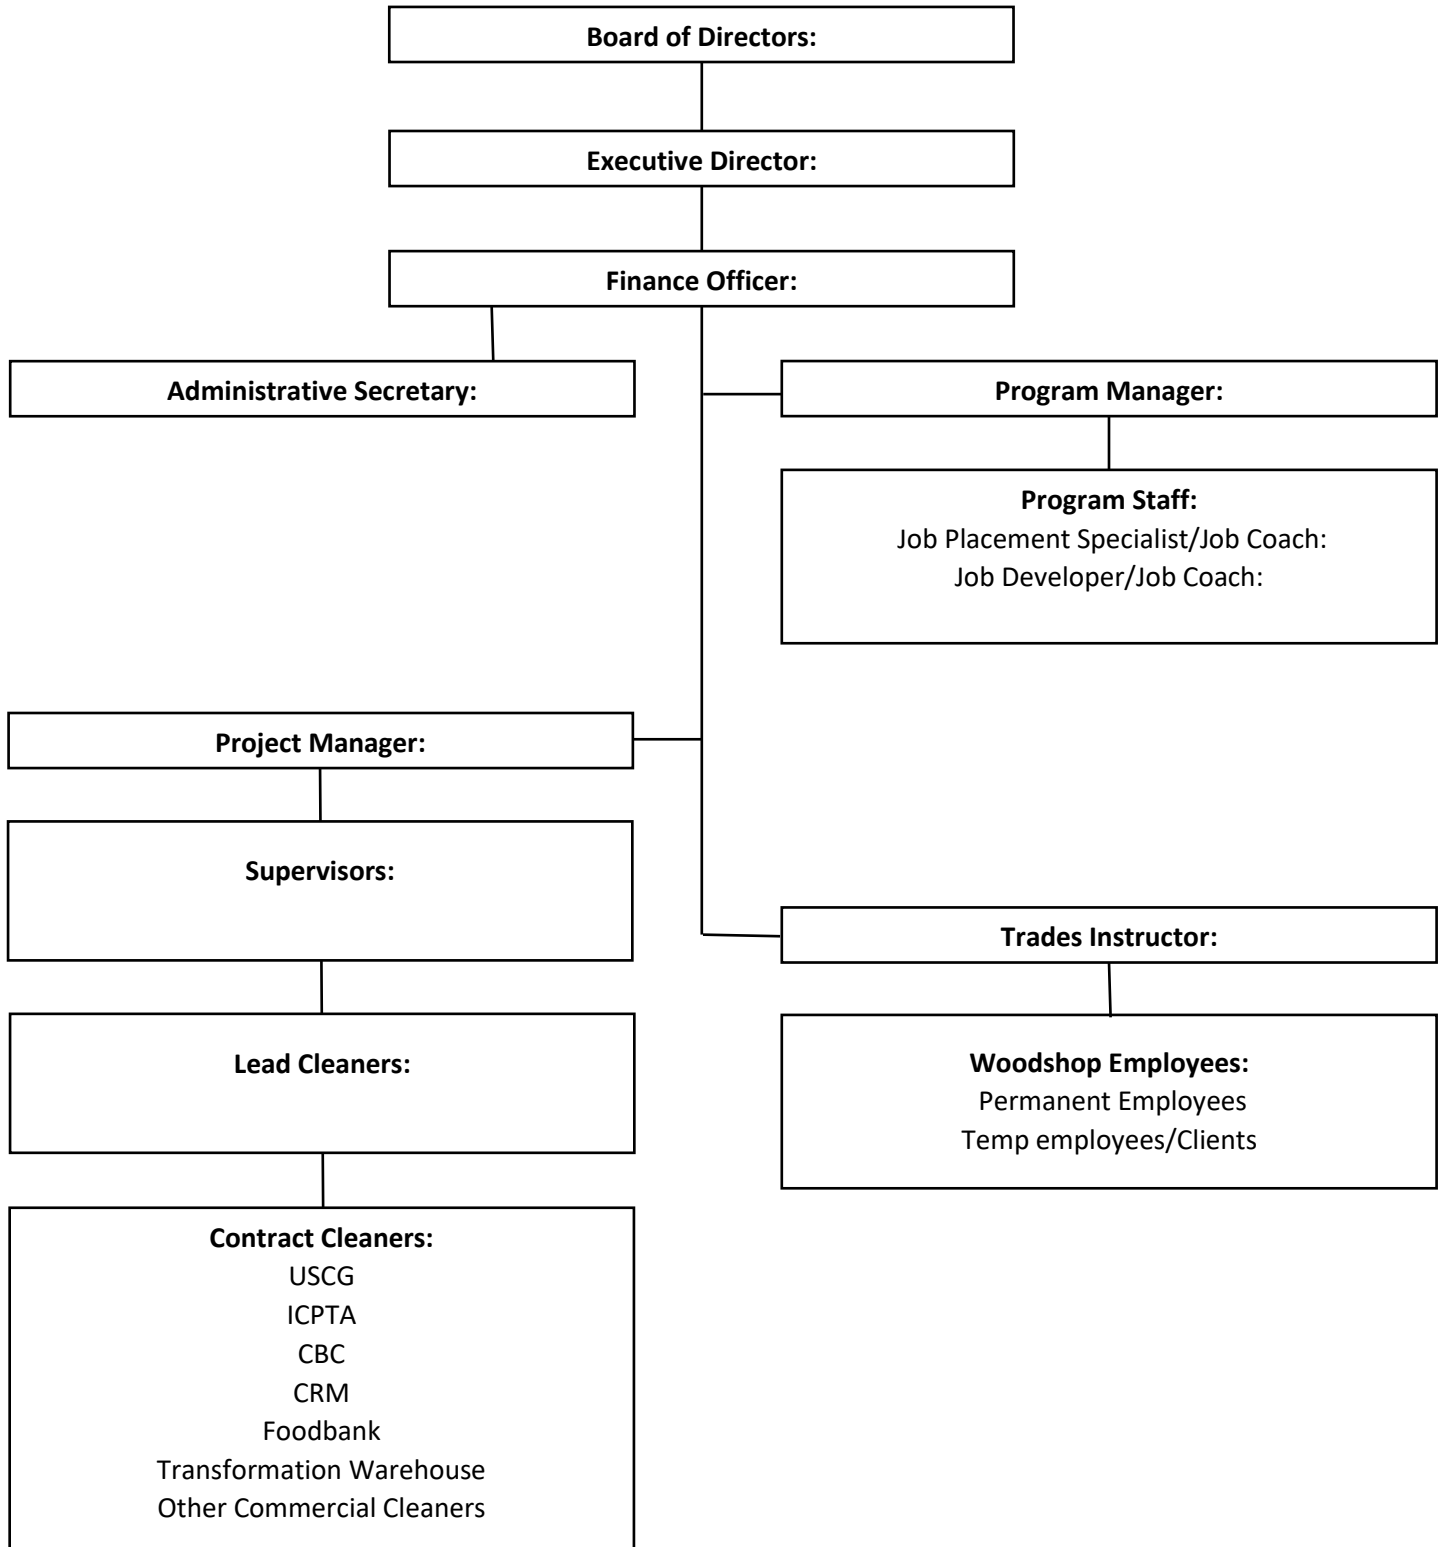 Board of Directors:
Executive Director:
Finance Officer:
Administrative Secretary:
Program Manager:
Program Staff:
Job Placement Specialist/Job Coach:
Job Developer/Job Coach:
Project Manager:
Supervisors:
Lead Cleaners:
Contract Cleaners:
USCG
ICPTA
CBC
CRM
Foodbank
Transformation Warehouse
Other Commercial Cleaners
Trades Instructor:
Woodshop Employees:
Permanent Employees
Temp employees/Clients